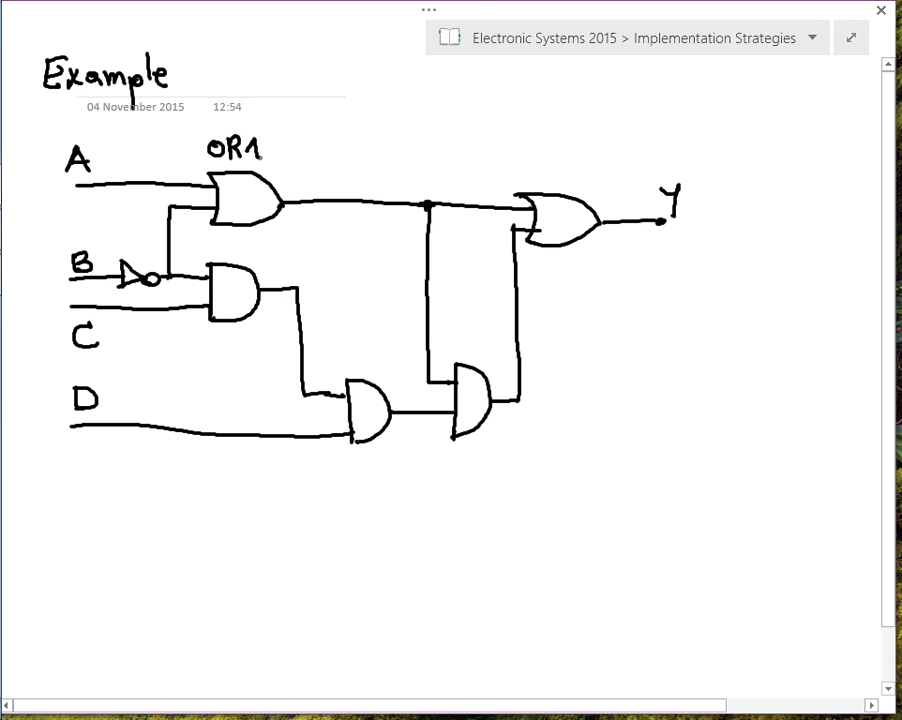 Electronic Systems 2015 > Implementation Strategies
Example
04 November 2015 12:54
OR1
A
Y
B
C
D